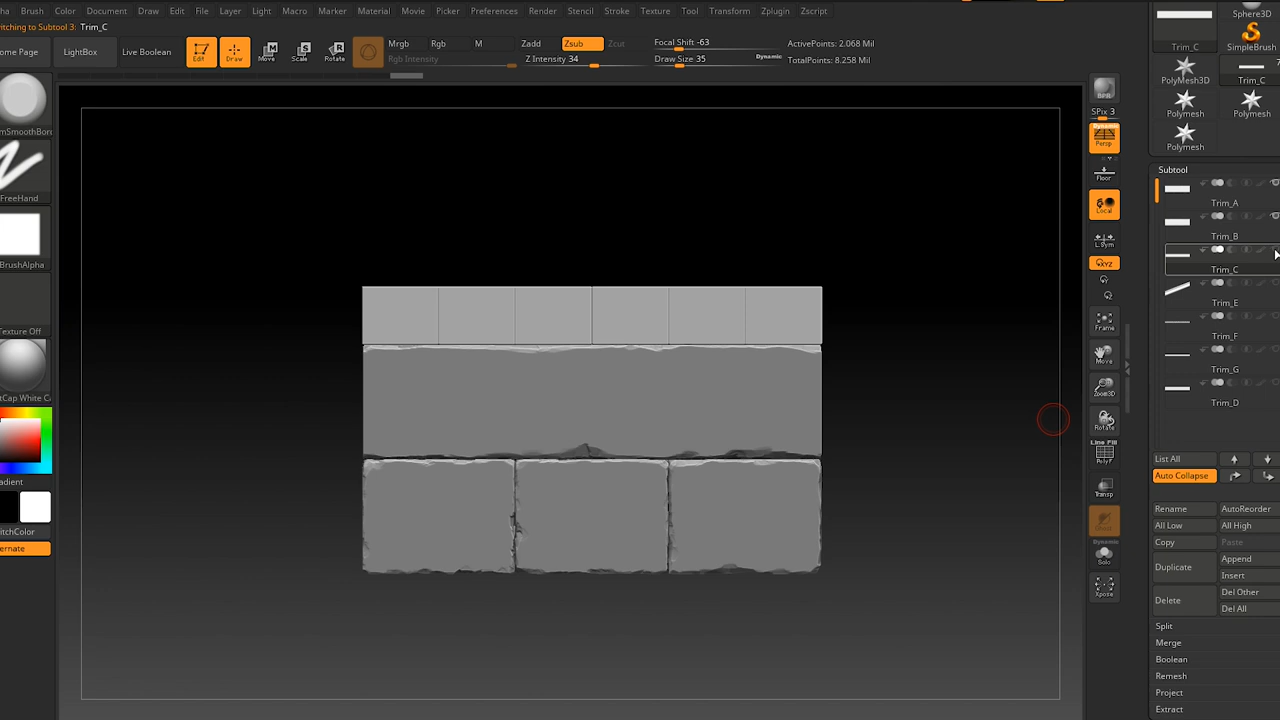 ha Brush Color Document Draw Edit File Layer Light Macro Marker Material Movie Picker Preferences Render Stencil Stroke Texture Tool Transform Zplugin Zscript
itching to Subtool 3: Trim_C
ome Page LightBox Live Boolean Edit Draw Move Scale Rotate
Mrgb Rgb M Zadd Zsub Zcut Focal Shift -63 ActivePoints: 2.068 Mil
Rgb Intensity Z Intensity 34 Draw Size 35 Dynamic TotalPoints: 8.258 Mil
mSmoothBord
FreeHand
BrushAlpha
Texture Off
tCap White C
adient
itchColor
ernate
BPR
SPix 3
Dynamic
Persp
Floor
Local
L.Sym
XYZ
Frame
Move
Zoom3D
Rotate
Line Fill
PolyF
Transp
Ghost
Dynamic
Solo
Xpose
Sphere3D
Trim_C SimpleBrush
7
PolyMesh3D Trim_C
Polymesh Polymesh
Polymesh
Subtool
Trim_A
Trim_B
Trim_C
Trim_E
Trim_F
Trim_G
Trim_D
List All
Auto Collapse
Rename AutoReorder
All Low All High
Copy Paste
Duplicate Append
Insert
Delete Del Other
Del All
Split
Merge
Boolean
Remesh
Project
Extract